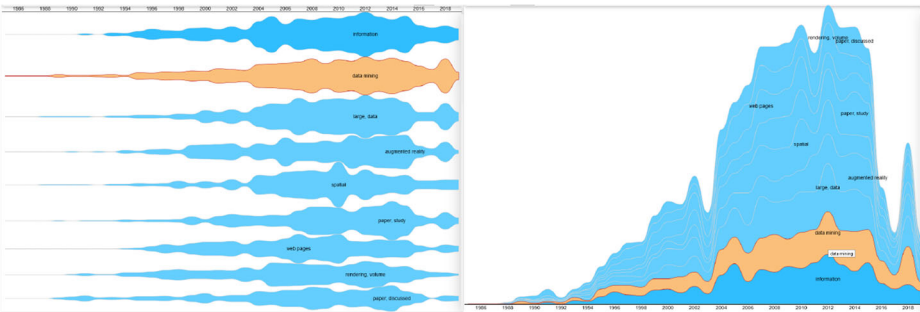 1986 1988 1990 1992 1994 1996 1998 2000 2002 2004 2006 2008 2010 2012 2014 2016 2018
information
data mining
large, data
augmented reality
spatial
paper, study
web pages
rendering, volume
paper, discussed
rendering, volume
paper, discussed
web pages
paper, study
spatial
augmented reality
large, data
data mining
data mining
information
1986 1988 1990 1992 1994 1996 1998 2000 2002 2004 2006 2008 2010 2012 2014 2016 2018